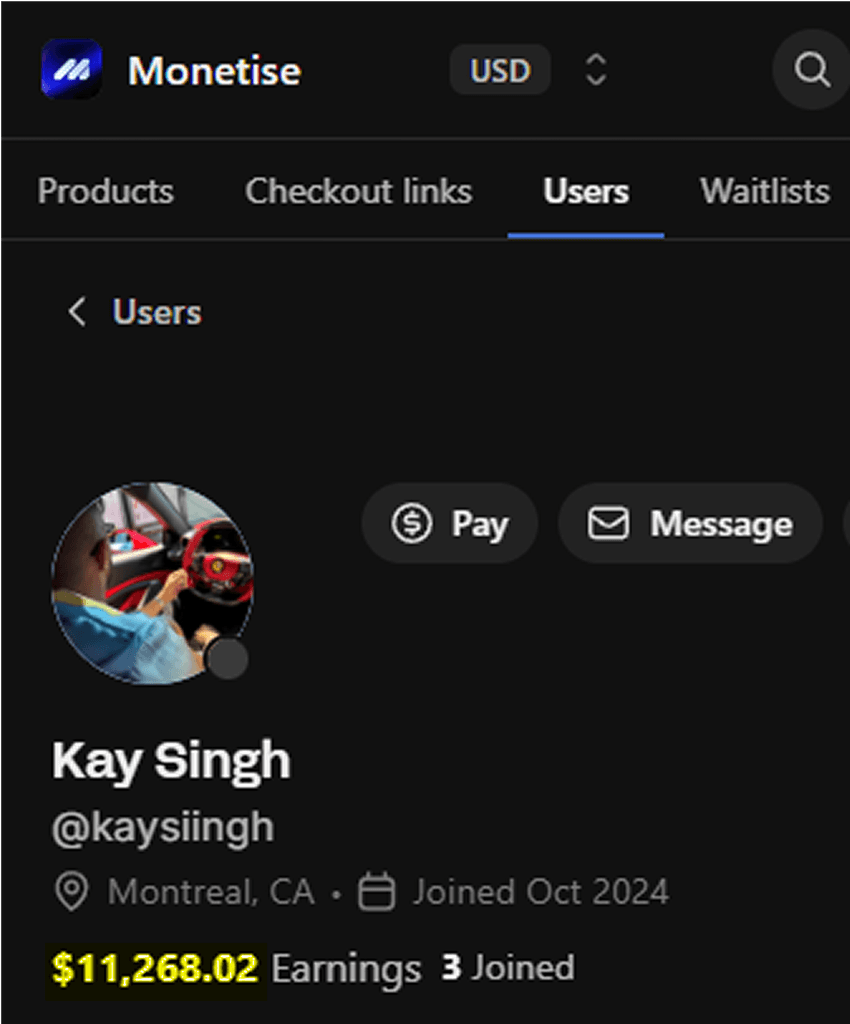 Monetise USD
Products Checkout links Users Waitlists
Users
Pay Message
Kay Singh
@kaysiingh
Montreal, CA • Joined Oct 2024
$11,268.02 Earnings 3 Joined